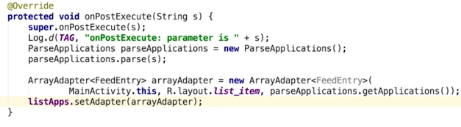 @Override
protected void onPostExecute(String s) {
super.onPostExecute(s);
Log.d(TAG, "onPostExecute: parameter is " + s);
ParseApplications parseApplications = new ParseApplications();
parseApplications.parse(s);
ArrayAdapter<FeedEntry> arrayAdapter = new ArrayAdapter<FeedEntry>(
MainActivity.this, R.layout.list_item, parseApplications.getApplications());
listApps.setAdapter(arrayAdapter);
}